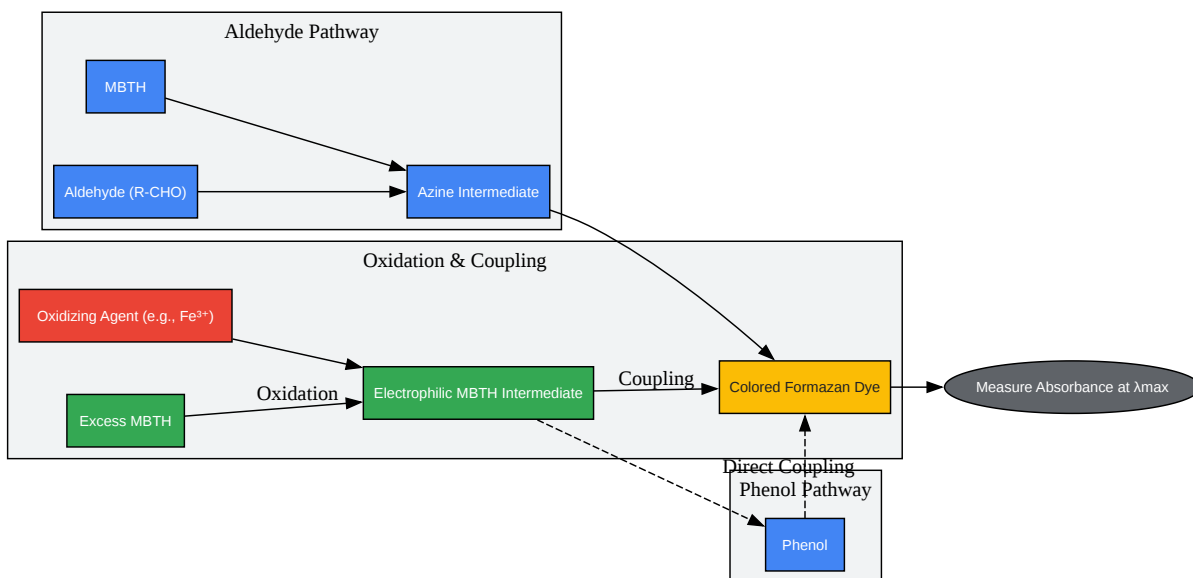 Aldehyde Pathway
MBTH
Aldehyde (R-CHO)
Azine Intermediate
Oxidation & Coupling
Oxidizing Agent (e.g., Fe³⁺)
Oxidation
Excess MBTH
Electrophilic MBTH Intermediate
Coupling
Colored Formazan Dye
Measure Absorbance at λmax
Direct Coupling
Phenol Pathway
Phenol